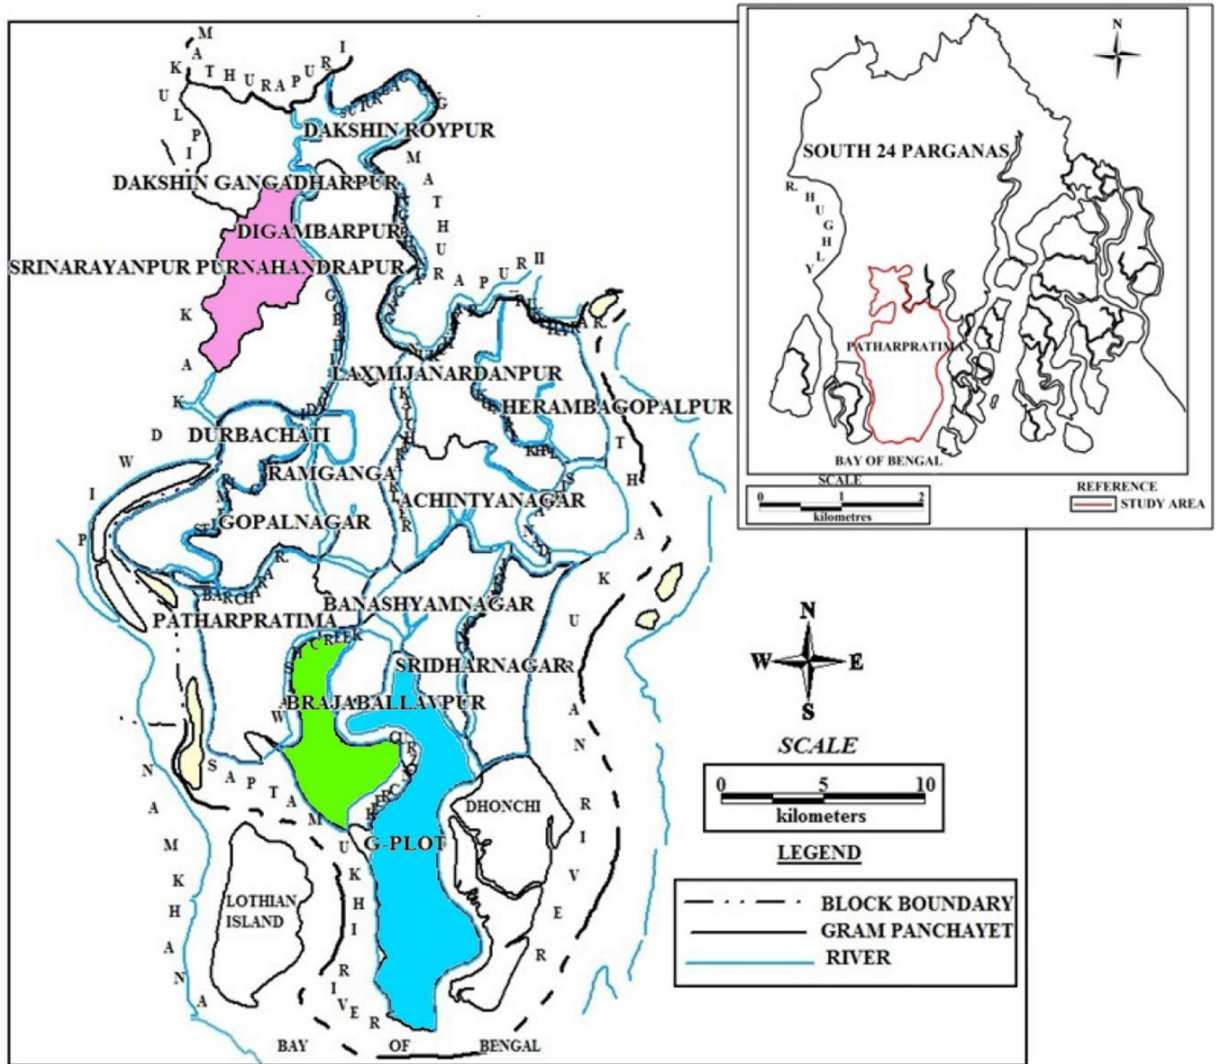 MATHURAPUR I
KULPI
DAKSHIN ROYPUR
MATHURAPUR II
DAKSHIN GANGADHARPUR
DIGAMBARPUR
SRINARAYANPUR PURNAHANDRAPUR
KAKDWIP
LAXMIJANARDANPUR
HERAMBAGOPALPUR
DURBACHATI
RAMGANGA
ACHINTYANAGAR
GOPALNAGAR
BARCHARA R.
BANASHYAMNAGAR
PATHARPRATIMA
CREEK
SRIDHARNAGAR
BRAJABALLAVPUR
THAKURAN RIVER
SAPTAMUKHI RIVER
NAMKHANA
DHONCHI
G-PLOT
LOTHIAN
ISLAND
BAY OF BENGAL
N
SOUTH 24 PARGANAS
R. HUGHLY
PATHARPRATIMA
BAY OF BENGAL
SCALE
0 1 2
kilometres
REFERENCE
STUDY AREA
N
W E
S
SCALE
0 5 10
kilometers
LEGEND
BLOCK BOUNDARY
GRAM PANCHAYET
RIVER